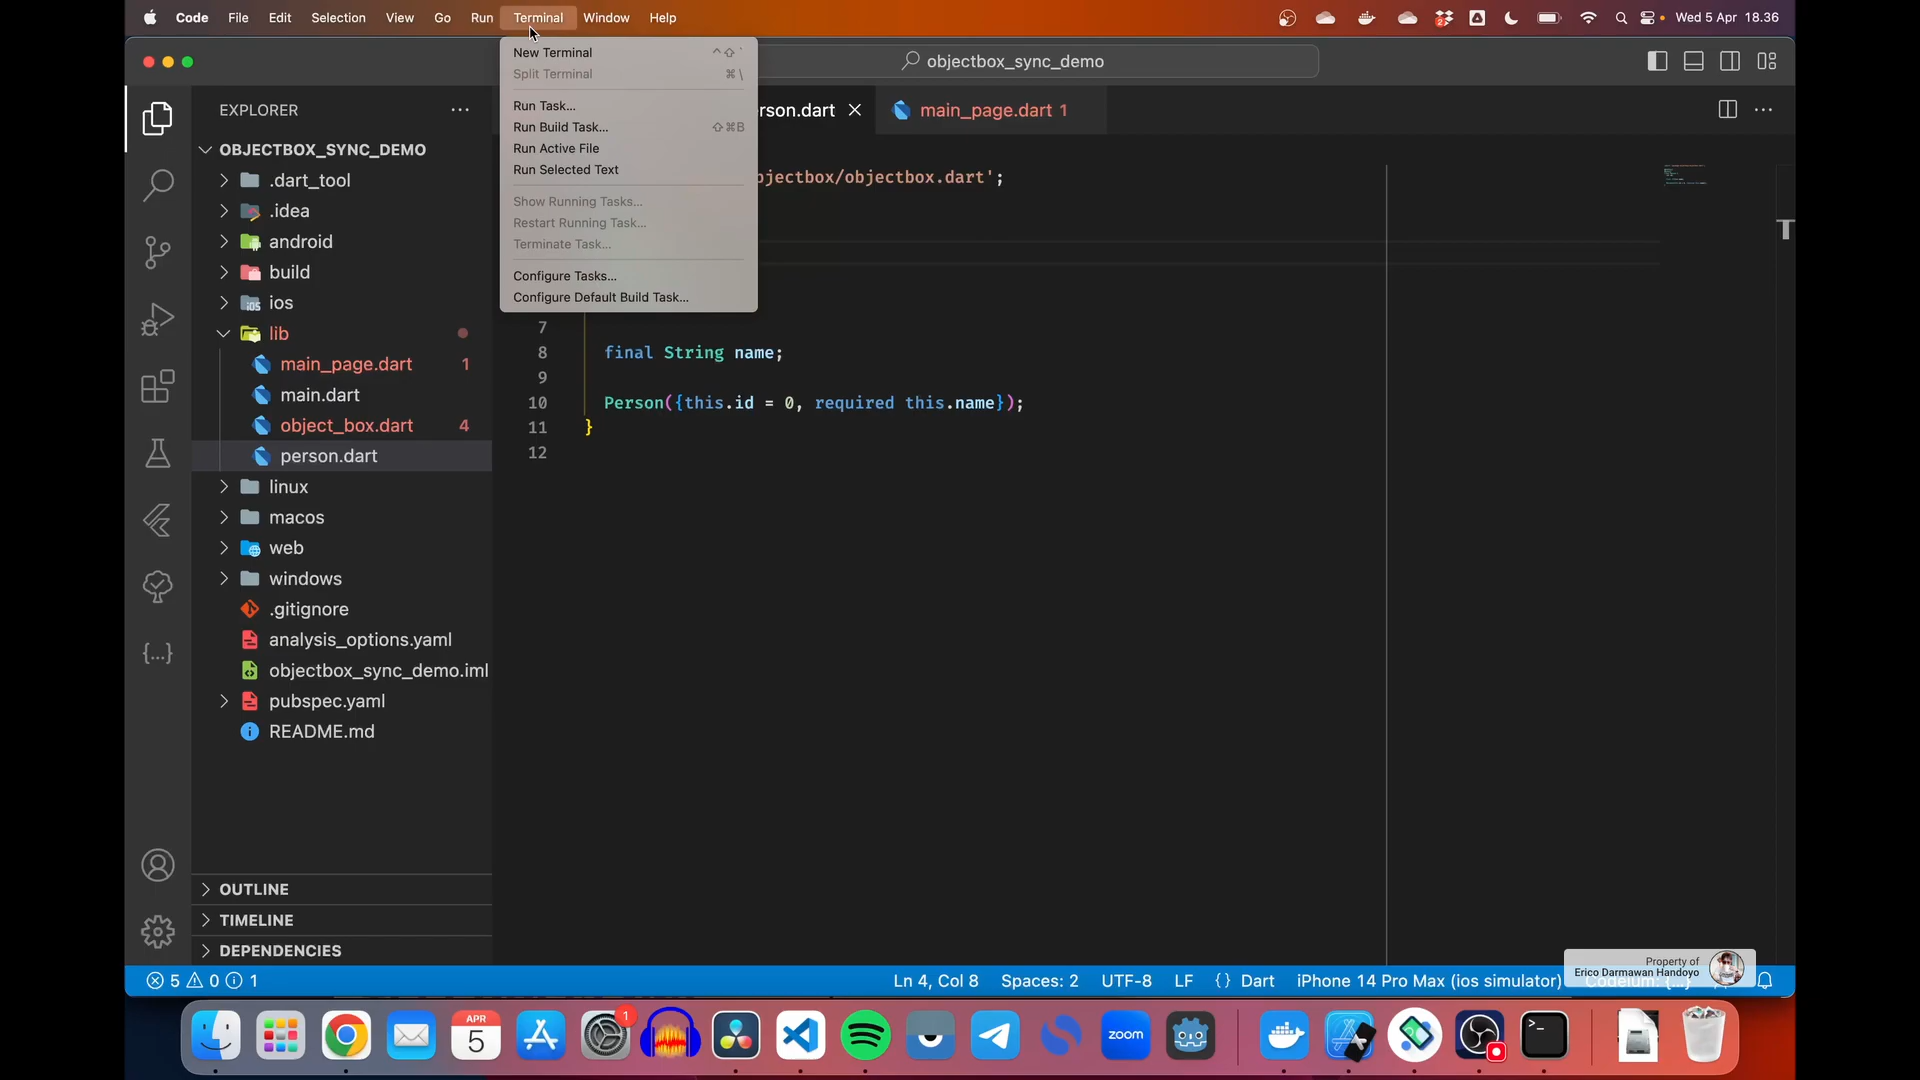 Code File Edit Selection View Go Run Terminal Window Help
Wed 5 Apr 18.36
New Terminal ^⇧`
Split Terminal ⌘\
Run Task...
Run Build Task... ⇧⌘B
Run Active File
Run Selected Text
Show Running Tasks...
Restart Running Task...
Terminate Task...
Configure Tasks...
Configure Default Build Task...
objectbox_sync_demo
EXPLORER
OBJECTBOX_SYNC_DEMO
.dart_tool
.idea
android
build
ios
lib
main_page.dart 1
main.dart
object_box.dart 4
person.dart
linux
macos
web
windows
.gitignore
analysis_options.yaml
objectbox_sync_demo.iml
pubspec.yaml
README.md
OUTLINE
TIMELINE
DEPENDENCIES
rson.dart
main_page.dart 1
bjectbox/objectbox.dart';
7
8 final String name;
9
10 Person({this.id = 0, required this.name});
11 }
12
5 0 1
Ln 4, Col 8 Spaces: 2 UTF-8 LF {} Dart iPhone 14 Pro Max (ios simulator) Codeium: {...}
Property of
Erico Darmawan Handoyo
APR
5
1
zoom
>_